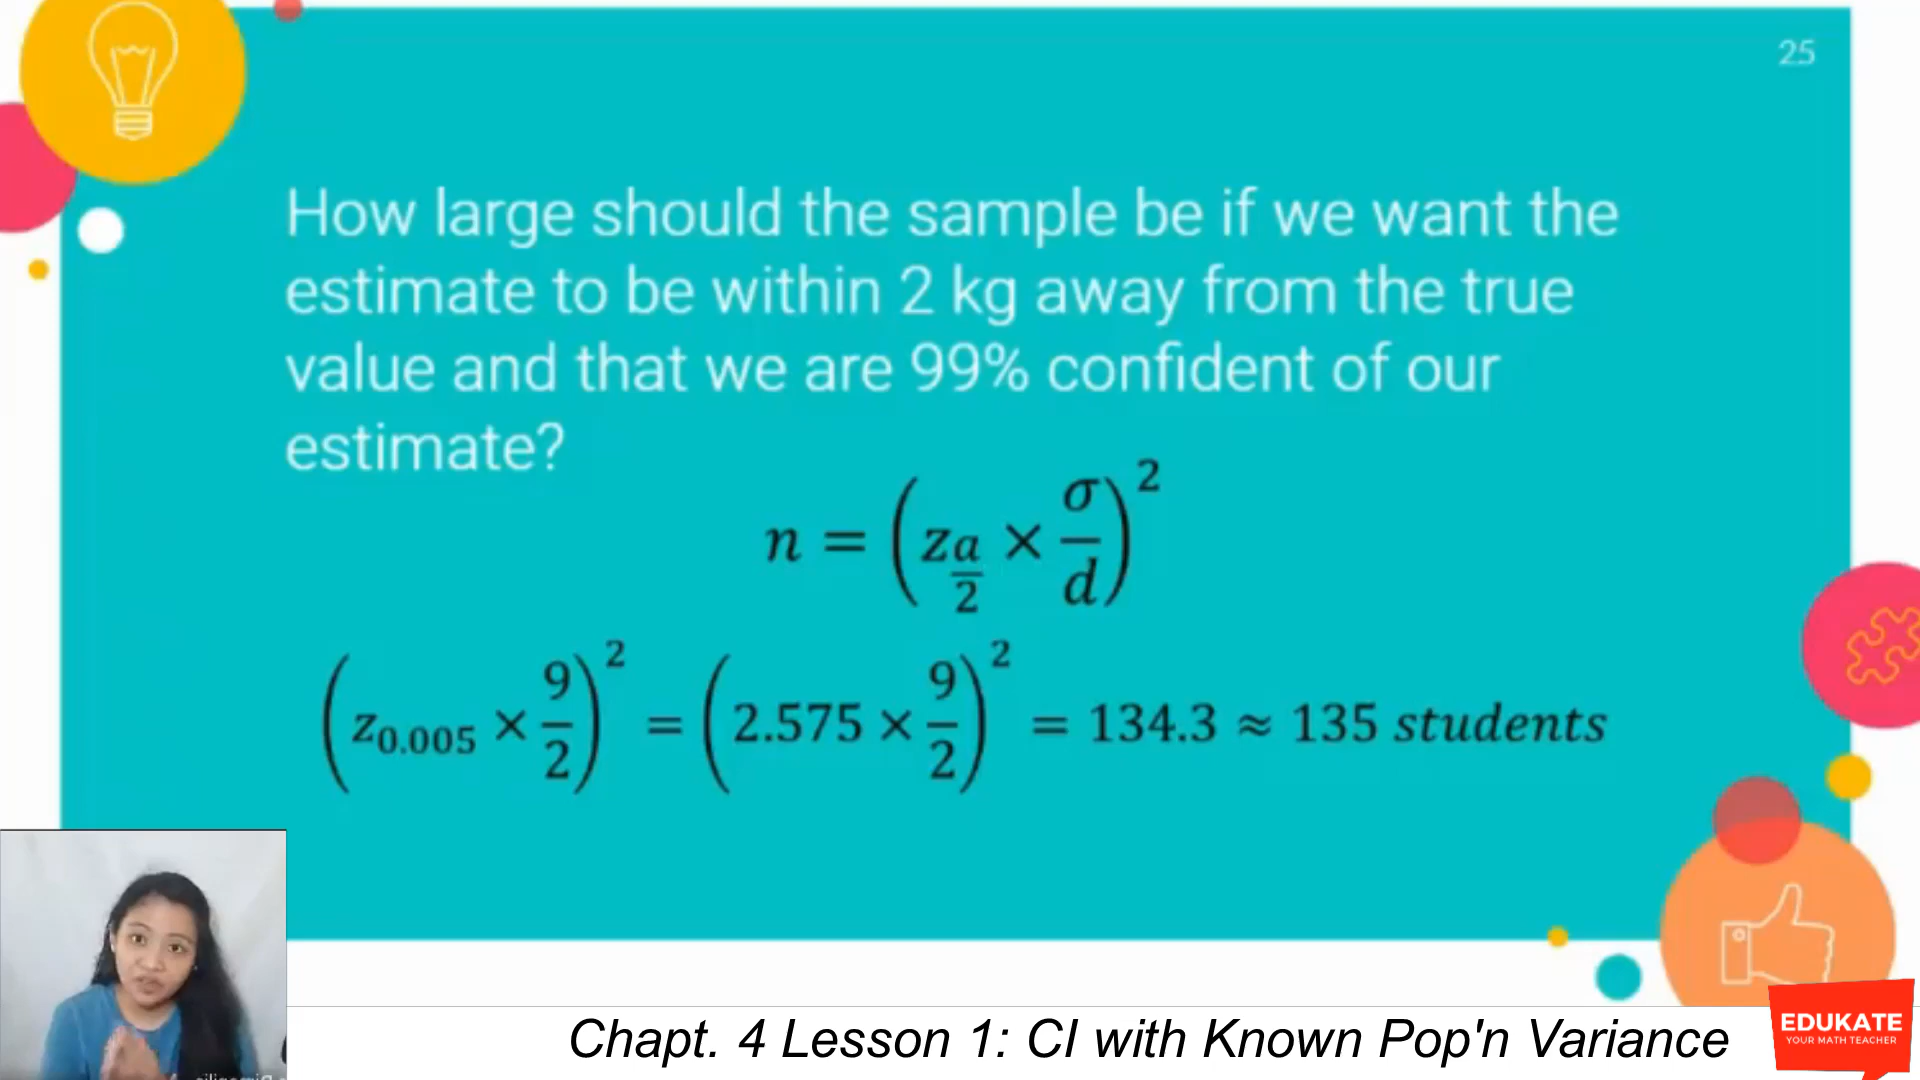 25
How large should the sample be if we want the
estimate to be within 2 kg away from the true
value and that we are 99% confident of our
estimate?
n = (z_{a/2} × σ/d)^2
(z_{0.005} × 9/2)^2 = (2.575 × 9/2)^2 = 134.3 ≈ 135 students
Chapt. 4 Lesson 1: CI with Known Pop'n Variance
EDUKATE
YOUR MATH TEACHER